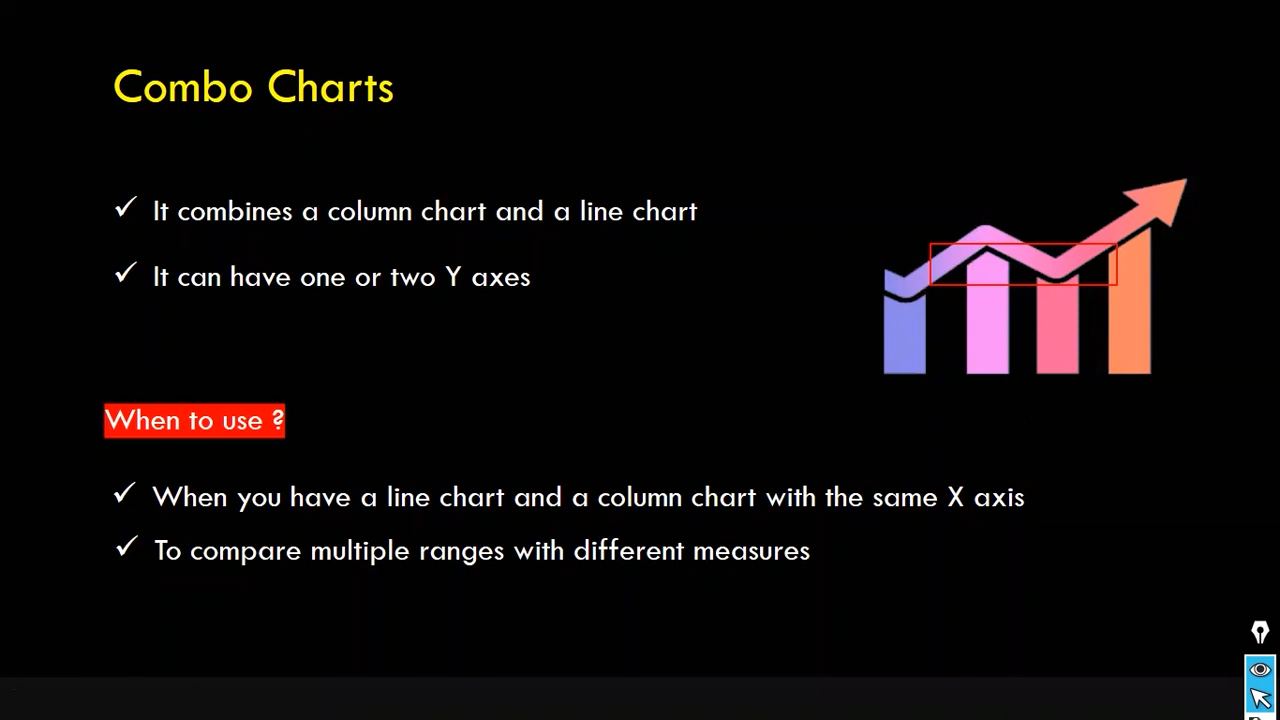 Combo Charts
✓ It combines a column chart and a line chart
✓ It can have one or two Y axes
When to use ?
✓ When you have a line chart and a column chart with the same X axis
✓ To compare multiple ranges with different measures